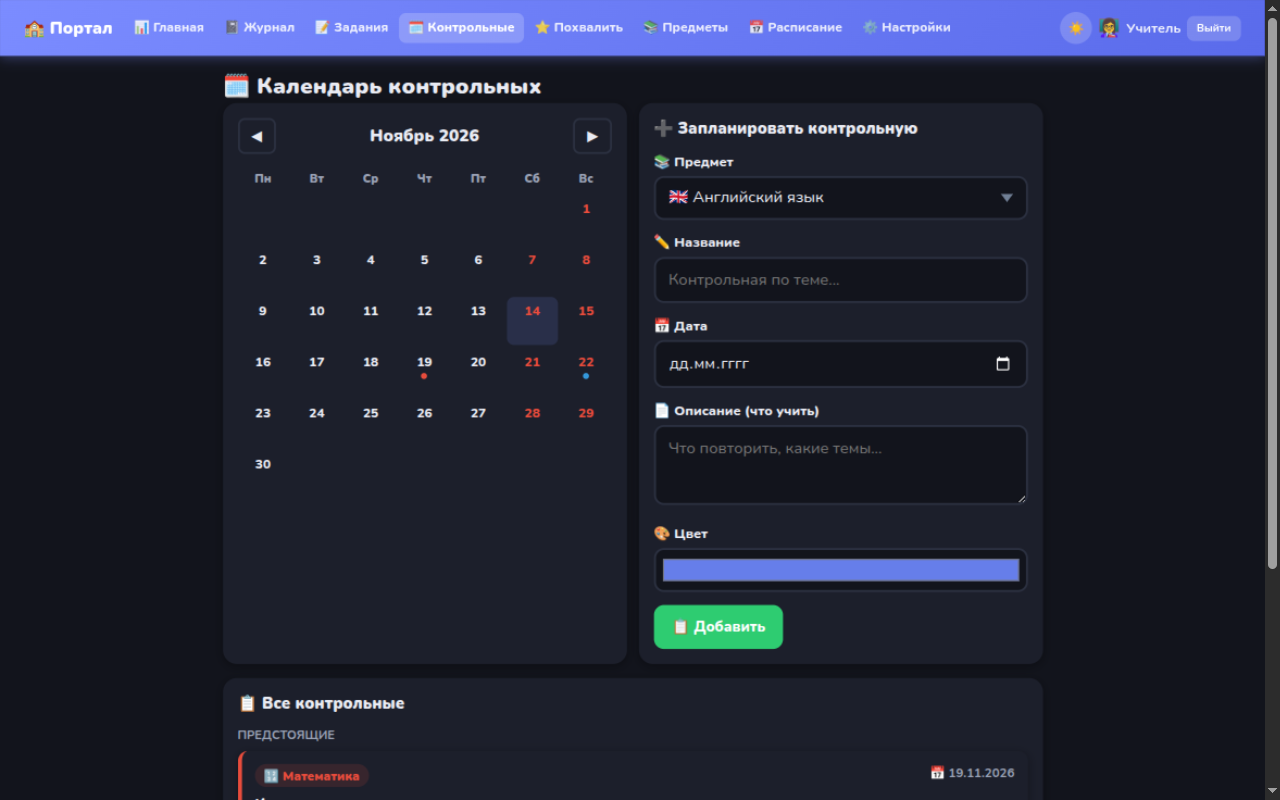 🏫 Портал 📊 Главная 📓 Журнал 📝 Задания 🗓️ Контрольные ⭐ Похвалить 📚 Предметы 📅 Расписание ⚙️ Настройки ☀️ 👩‍🏫 Учитель Выйти
🗓️ Календарь контрольных
◀ Ноябрь 2026 ▶
Пн Вт Ср Чт Пт Сб Вс
1
2 3 4 5 6 7 8
9 10 11 12 13 14 15
16 17 18 19 20 21 22
23 24 25 26 27 28 29
30
➕ Запланировать контрольную
📚 Предмет
🇬🇧 Английский язык
✏️ Название
Контрольная по теме...
📅 Дата
дд.мм.гггг
📄 Описание (что учить)
Что повторить, какие темы...
🎨 Цвет
📋 Добавить
📋 Все контрольные
ПРЕДСТОЯЩИЕ
🔢 Математика 📅 19.11.2026